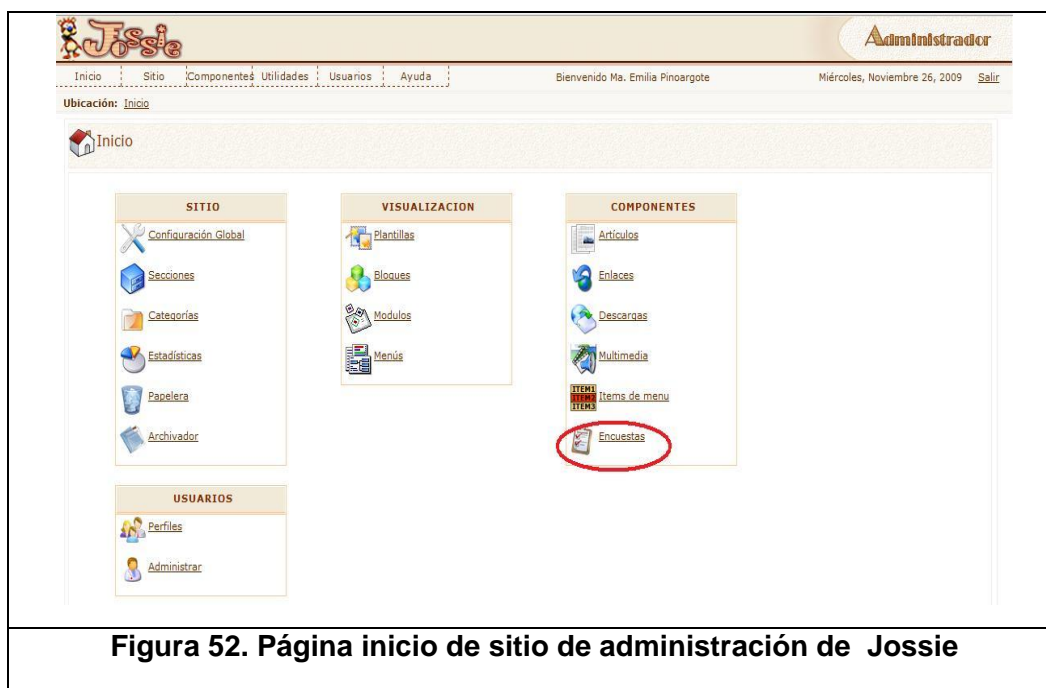 Jossie
Administrador
Inicio Sitio Componentes Utilidades Usuarios Ayuda Bienvenido Ma. Emilia Pinoargote Miércoles, Noviembre 26, 2009 Salir
Ubicación: Inicio
Inicio
SITIO
Configuración Global
Secciones
Categorías
Estadísticas
Papelera
Archivador
VISUALIZACION
Plantillas
Bloques
Modulos
Menús
COMPONENTES
Artículos
Enlaces
Descargas
Multimedia
ITEM1
ITEM2
ITEM3
Items de menu
Encuestas
USUARIOS
Perfiles
Administrar
Figura 52. Página inicio de sitio de administración de Jossie